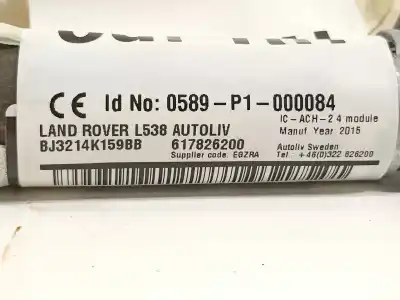 CE Id No: 0589-P1-000084
LAND ROVER L538 AUTOLIV
IC-ACH-2 4 module
Manuf Year 2015
BJ3214K159BB 617826200
Supplier code: EGZRA
Autoliv Sweden
Tel +46(0)322 626200